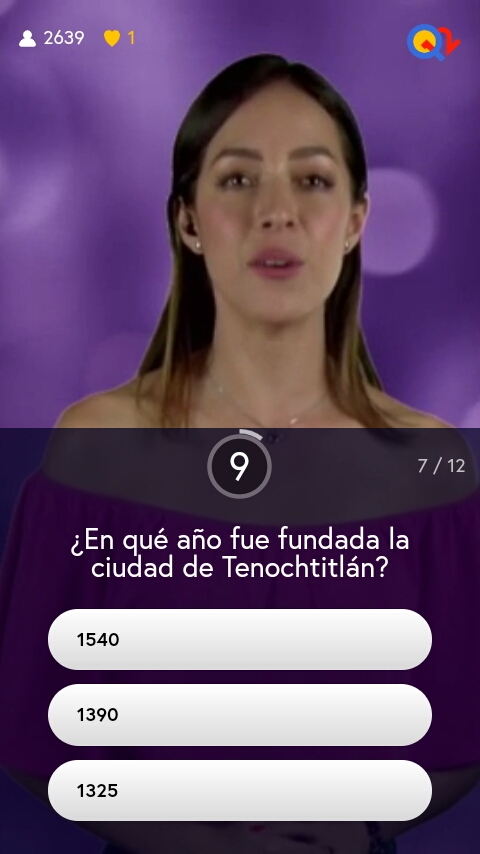 2639 1
9
7 / 12
¿En qué año fue fundada la
ciudad de Tenochtitlán?
1540
1390
1325